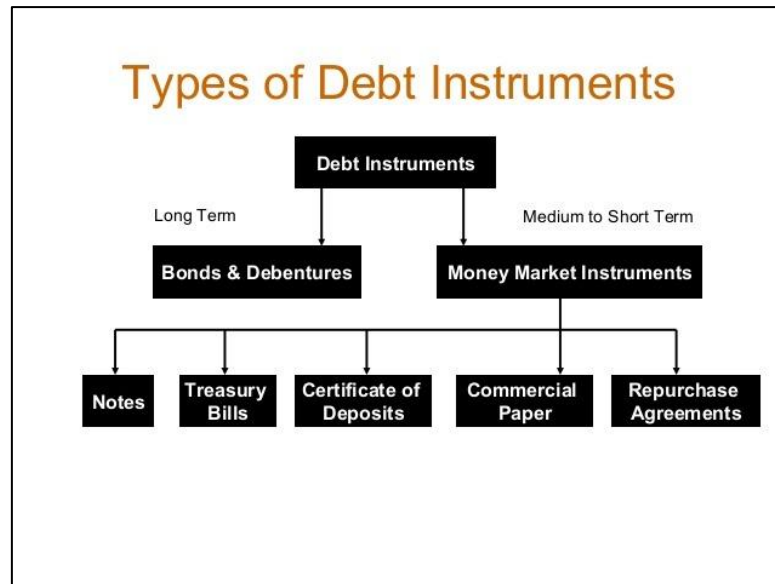 Types of Debt Instruments
Debt Instruments
Long Term
Medium to Short Term
Bonds & Debentures
Money Market Instruments
Notes
Treasury
Bills
Certificate of
Deposits
Commercial
Paper
Repurchase
Agreements